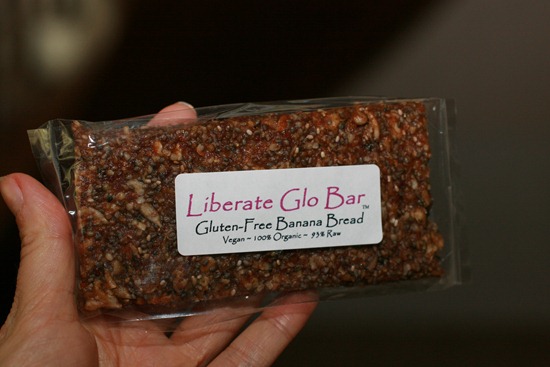 Liberate Glo Bar™
Gluten-Free Banana Bread
Vegan ~ 100% Organic ~ 93% Raw